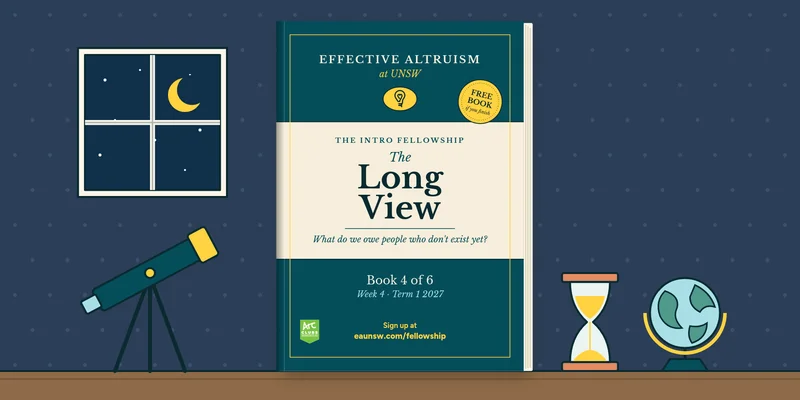 EFFECTIVE ALTRUISM
at UNSW
FREE
BOOK
if you finish
THE INTRO FELLOWSHIP
The
Long
View
What do we owe people who don't exist yet?
Book 4 of 6
Week 4 - Term 1 2027
Arc
CLUBS
Sign up at
eaunsw.com/fellowship